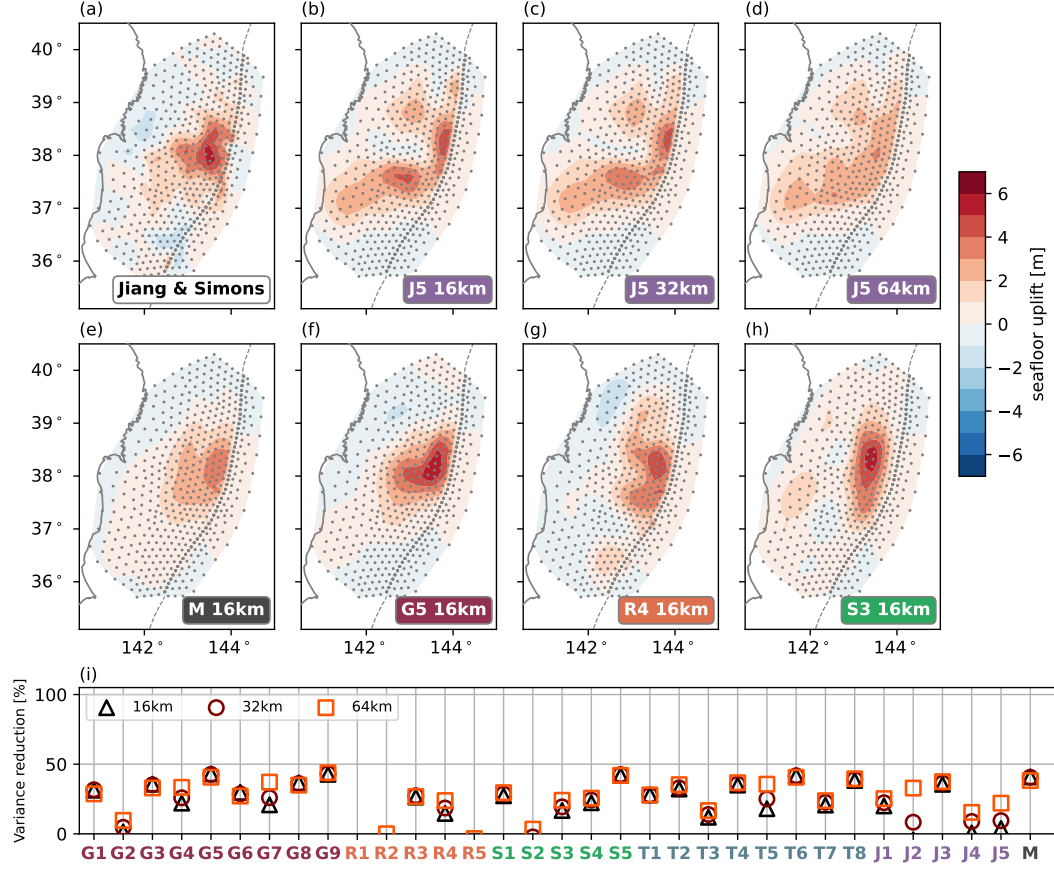 (a)
(b)
(c)
(d)
40°
39°
38°
37°
36°
Jiang & Simons
J5 16km
J5 32km
J5 64km
6
4
2
0
−2
−4
−6
seafloor uplift [m]
(e)
(f)
(g)
(h)
40°
39°
38°
37°
36°
M 16km
G5 16km
R4 16km
S3 16km
142° 144° 142° 144° 142° 144° 142° 144°
(i)
Variance reduction [%]
100
50
0
16km 32km 64km
G1 G2 G3 G4 G5 G6 G7 G8 G9 R1 R2 R3 R4 R5 S1 S2 S3 S4 S5 T1 T2 T3 T4 T5 T6 T7 T8 J1 J2 J3 J4 J5 M